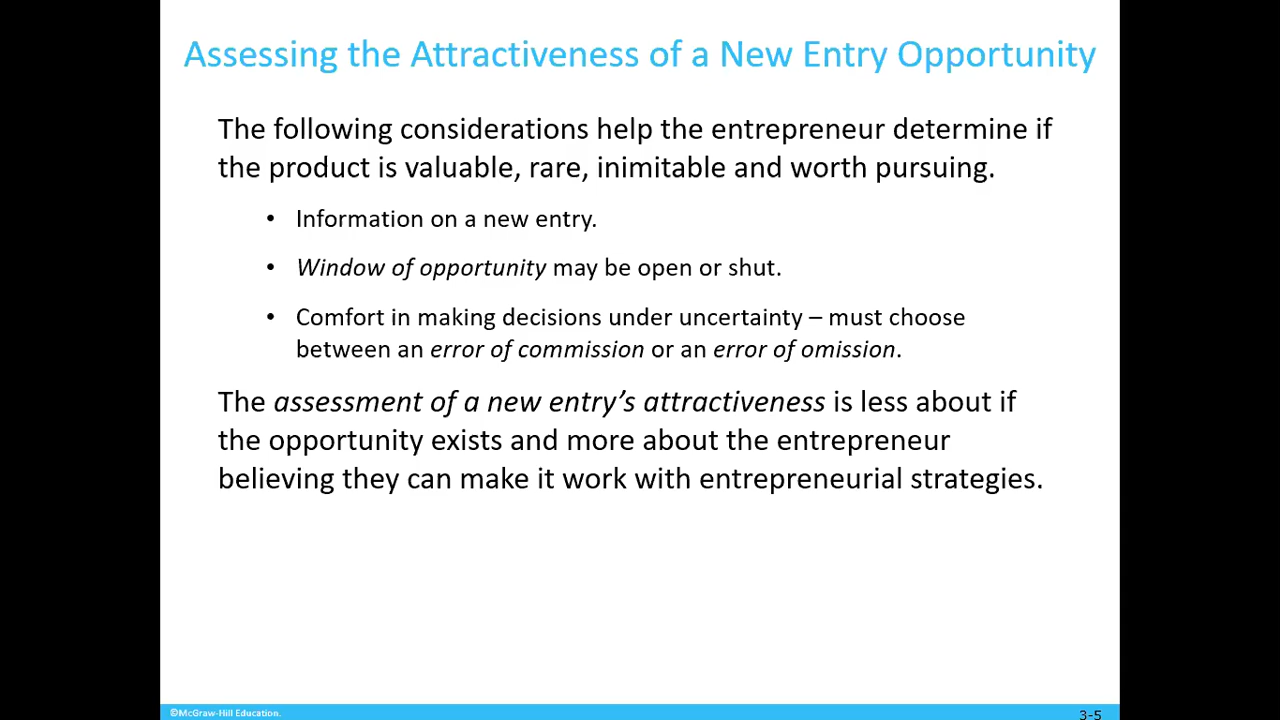 Assessing the Attractiveness of a New Entry Opportunity
The following considerations help the entrepreneur determine if
the product is valuable, rare, inimitable and worth pursuing.
• Information on a new entry.
• Window of opportunity may be open or shut.
• Comfort in making decisions under uncertainty – must choose
between an error of commission or an error of omission.
The assessment of a new entry’s attractiveness is less about if
the opportunity exists and more about the entrepreneur
believing they can make it work with entrepreneurial strategies.
©McGraw-Hill Education.
3-5